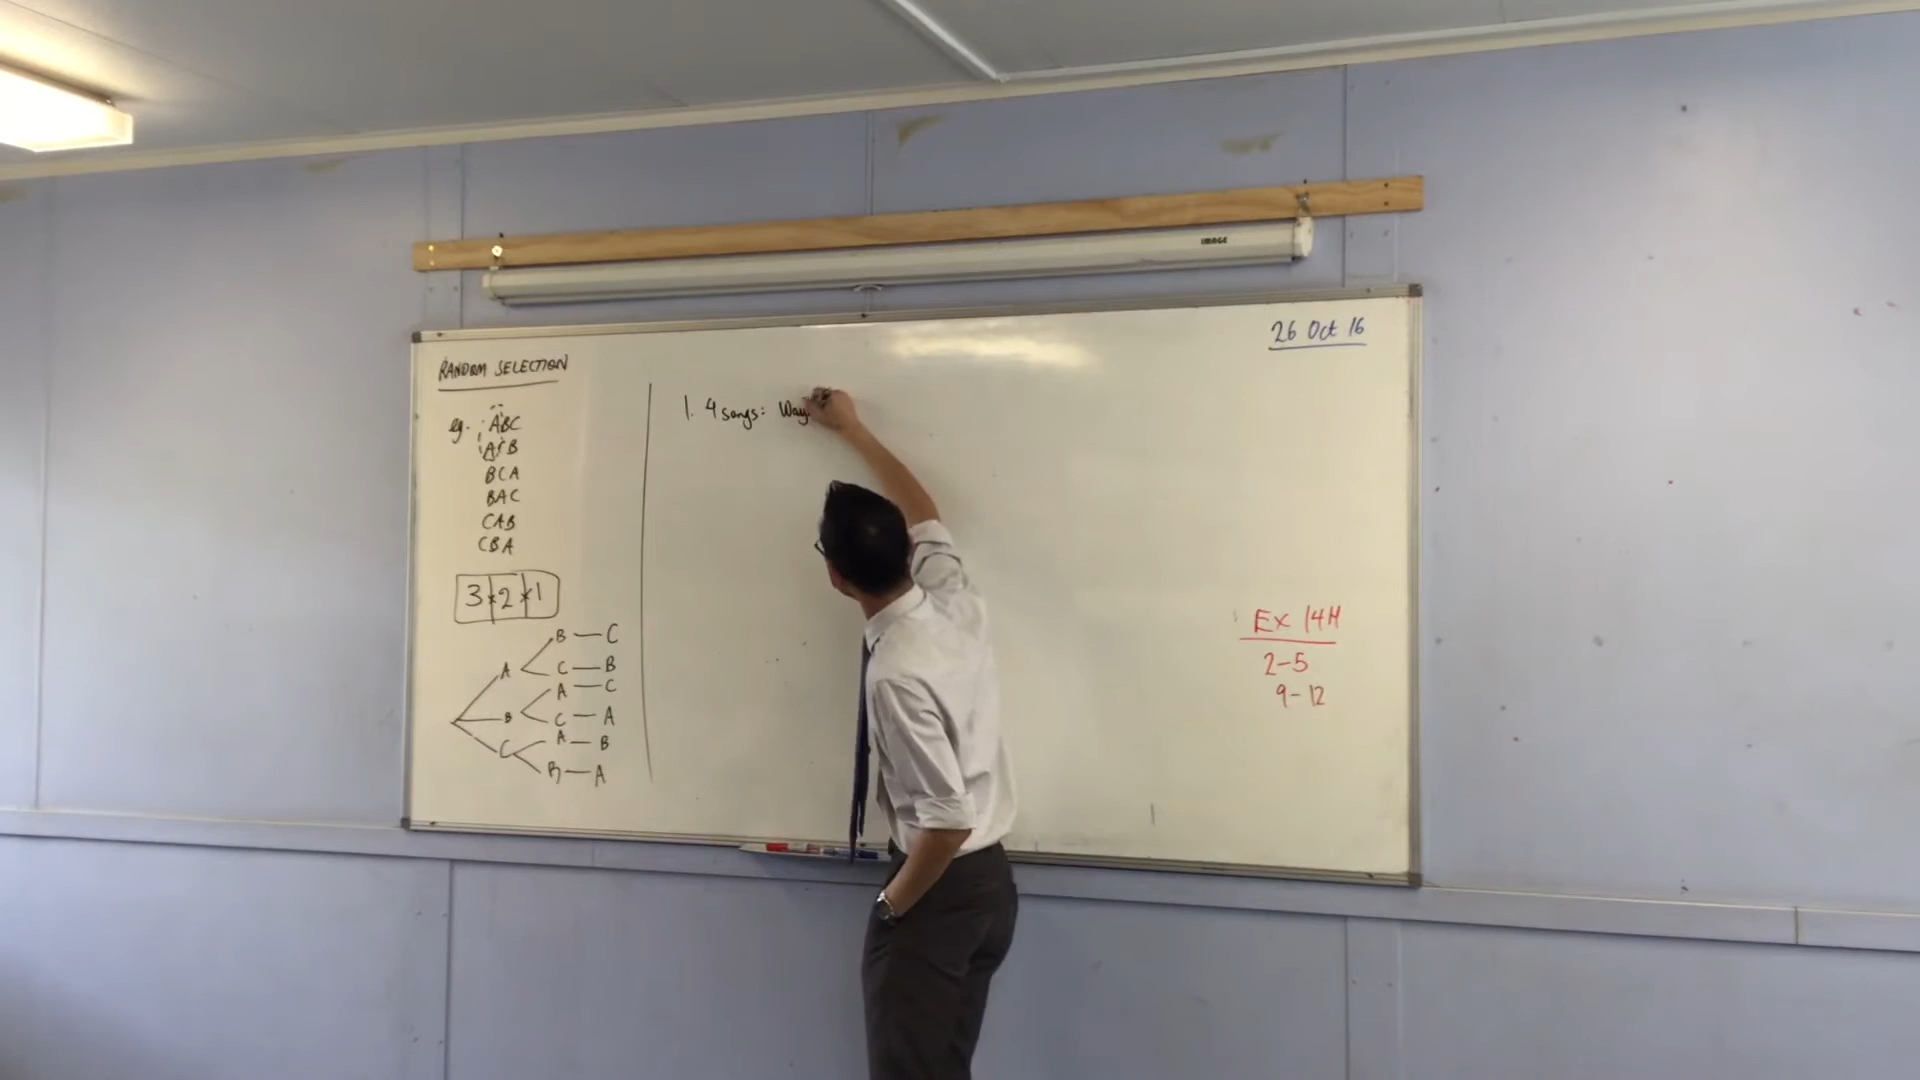 IMAGE
26 Oct 16
RANDOM SELECTION
eg. ABC
ACB
BCA
BAC
CAB
CBA
3×2×1
B — C
A
C — B
A — C
B
C — A
A — B
C
B — A
1. 4 songs: Way
Ex 14H
2-5
9-12